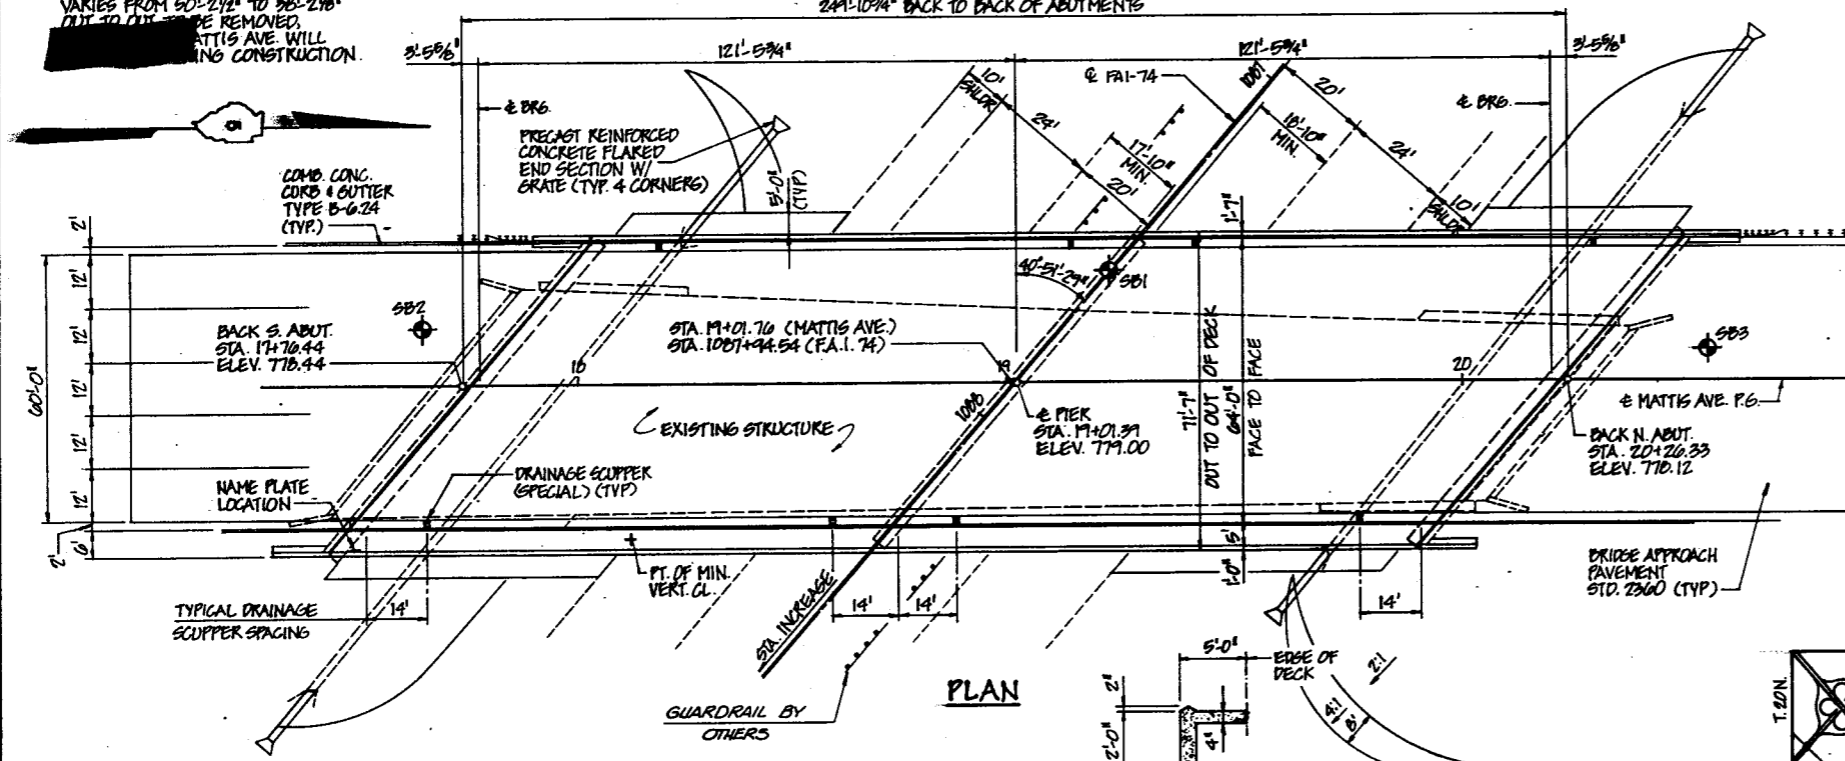 VARIES FROM 50'-2½" TO 38'-2⅛"
OUT TO OUT TO BE REMOVED,
MATTIS AVE. WILL
ING CONSTRUCTION.
249'-10¾" BACK TO BACK OF ABUTMENTS
3'-5⅝"
121'-5¾"
121'-5¾"
3'-5⅝"
℄ BRG.
℄ FAI-74
1087
℄ BRG.
10'
SHLDR
24'
17'-10"
MIN.
20'
20'
18'-10"
MIN.
24'
10'
SHLDR
PRECAST REINFORCED
CONCRETE FLARED
END SECTION W/
GRATE (TYP. 4 CORNERS)
COMB. CONC.
CURB & GUTTER
TYPE B-6.24
(TYP.)
5'-0"
(TYP)
1'-7"
2'
12'
12'
12'
12'
12'
60'-0"
2'
6'
SB2
40°-51'-29"
SB1
SB3
BACK S. ABUT.
STA. 17+76.44
ELEV. 778.44
STA. 19+01.76 (MATTIS AVE.)
STA. 1087+94.54 (F.A.I. 74)
18
19
20
1088
℄ MATTIS AVE. P.G.
EXISTING STRUCTURE
℄ PIER
STA. 19+01.39
ELEV. 779.00
71'-7"
OUT TO OUT OF DECK
64'-0"
FACE TO FACE
BACK N. ABUT.
STA. 20+26.33
ELEV. 778.12
NAME PLATE
LOCATION
DRAINAGE SCUPPER
(SPECIAL) (TYP)
PT. OF MIN.
VERT. CL.
5'
1'-0"
BRIDGE APPROACH
PAVEMENT
STD. 2360 (TYP)
TYPICAL DRAINAGE
SCUPPER SPACING
14'
14'
14'
14'
STA. INCREASE
GUARDRAIL BY
OTHERS
PLAN
5'-0"
EDGE OF
DECK
2:1
2"
2'-0"
4"
4:1
8'
T.20N.